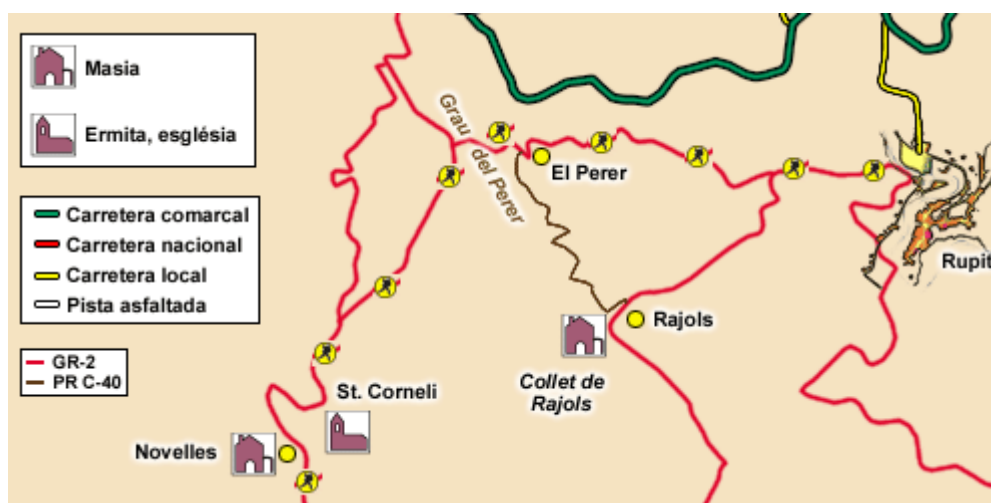 Masia
Ermita, església
Carretera comarcal
Carretera nacional
Carretera local
Pista asfaltada
GR-2
PR C-40
Grau del Perer
El Perer
Rupit
Rajols
Collet de
Rajols
St. Corneli
Novelles